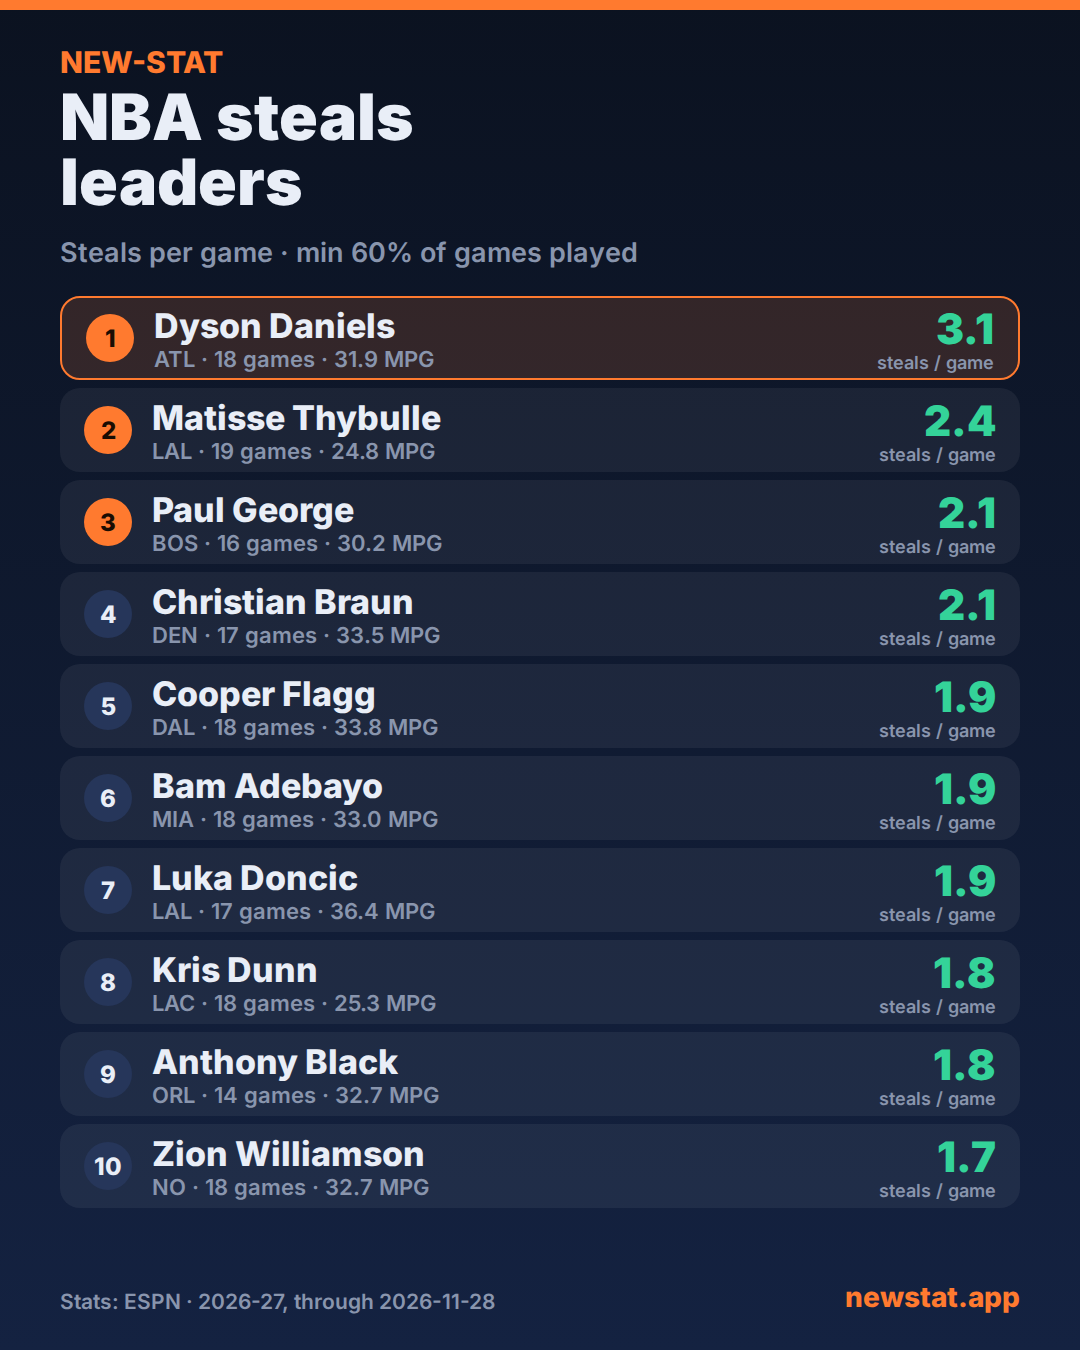 NEW-STAT
NBA steals
leaders
Steals per game · min 60% of games played
1
Dyson Daniels
ATL · 18 games · 31.9 MPG
3.1
steals / game
2
Matisse Thybulle
LAL · 19 games · 24.8 MPG
2.4
steals / game
3
Paul George
BOS · 16 games · 30.2 MPG
2.1
steals / game
4
Christian Braun
DEN · 17 games · 33.5 MPG
2.1
steals / game
5
Cooper Flagg
DAL · 18 games · 33.8 MPG
1.9
steals / game
6
Bam Adebayo
MIA · 18 games · 33.0 MPG
1.9
steals / game
7
Luka Doncic
LAL · 17 games · 36.4 MPG
1.9
steals / game
8
Kris Dunn
LAC · 18 games · 25.3 MPG
1.8
steals / game
9
Anthony Black
ORL · 14 games · 32.7 MPG
1.8
steals / game
10
Zion Williamson
NO · 18 games · 32.7 MPG
1.7
steals / game
Stats: ESPN · 2026-27, through 2026-11-28
newstat.app